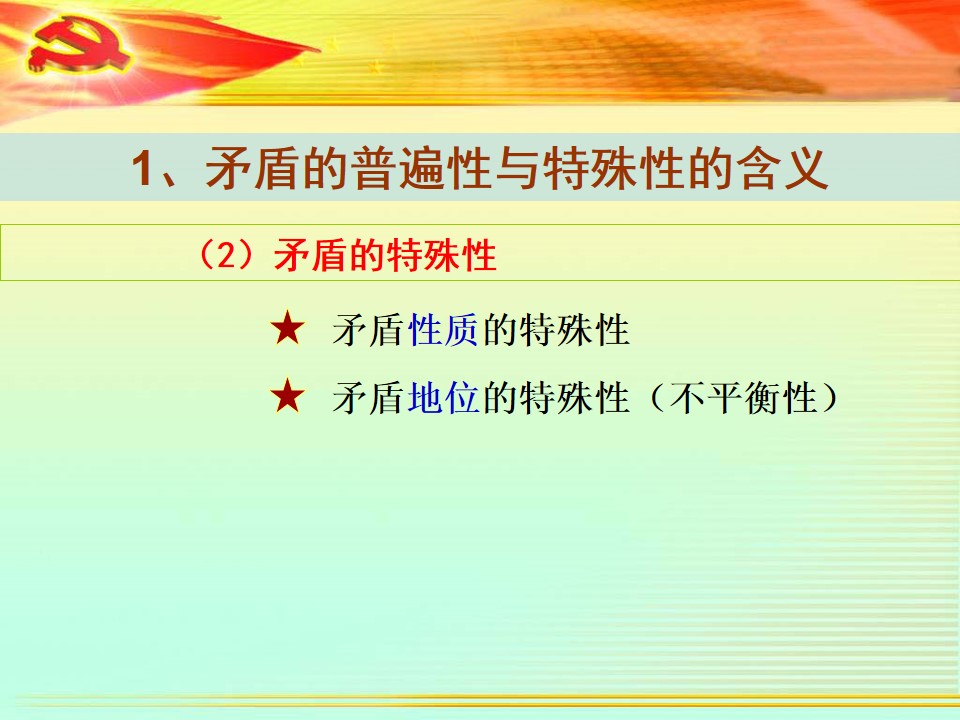 1、矛盾的普遍性与特殊性的含义
（2）矛盾的特殊性
★ 矛盾性质的特殊性
★ 矛盾地位的特殊性（不平衡性）